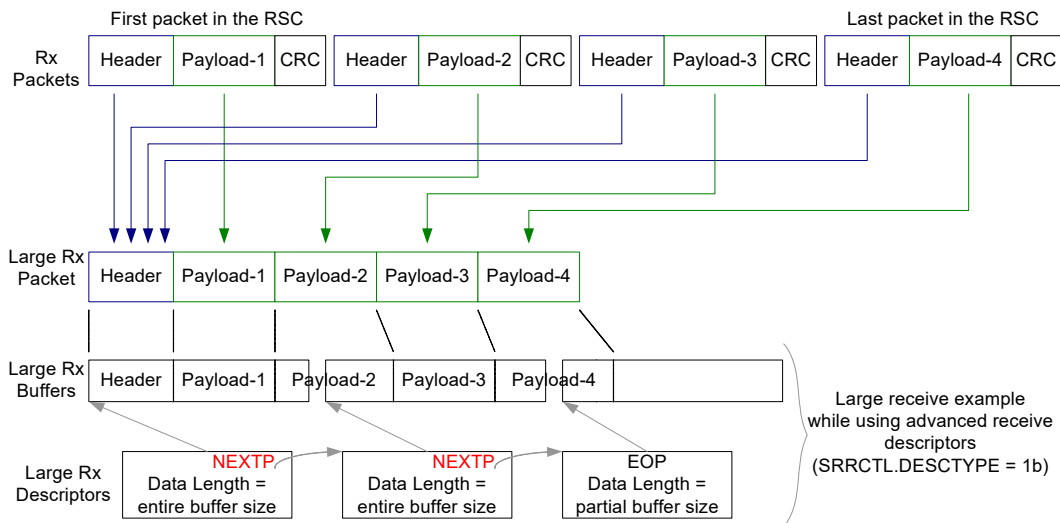 First packet in the RSC
Last packet in the RSC
Rx
Packets
Header Payload-1 CRC Header Payload-2 CRC Header Payload-3 CRC Header Payload-4 CRC
Large Rx
Packet
Header Payload-1 Payload-2 Payload-3 Payload-4
Large Rx
Buffers
Header Payload-1 Payload-2 Payload-3 Payload-4
Large receive example
while using advanced receive
descriptors
(SRRCTL.DESCTYPE = 1b)
Large Rx
Descriptors
NEXTP
Data Length =
entire buffer size
NEXTP
Data Length =
entire buffer size
EOP
Data Length =
partial buffer size